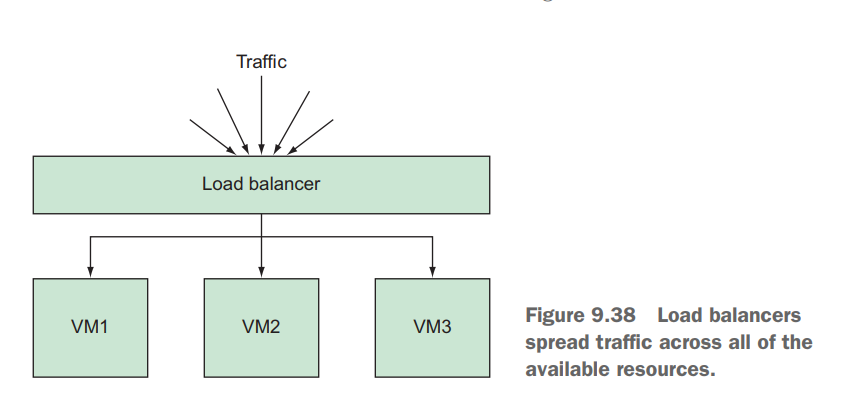 Traffic
Load balancer
VM1
VM2
VM3
Figure 9.38 Load balancers
spread traffic across all of the
available resources.